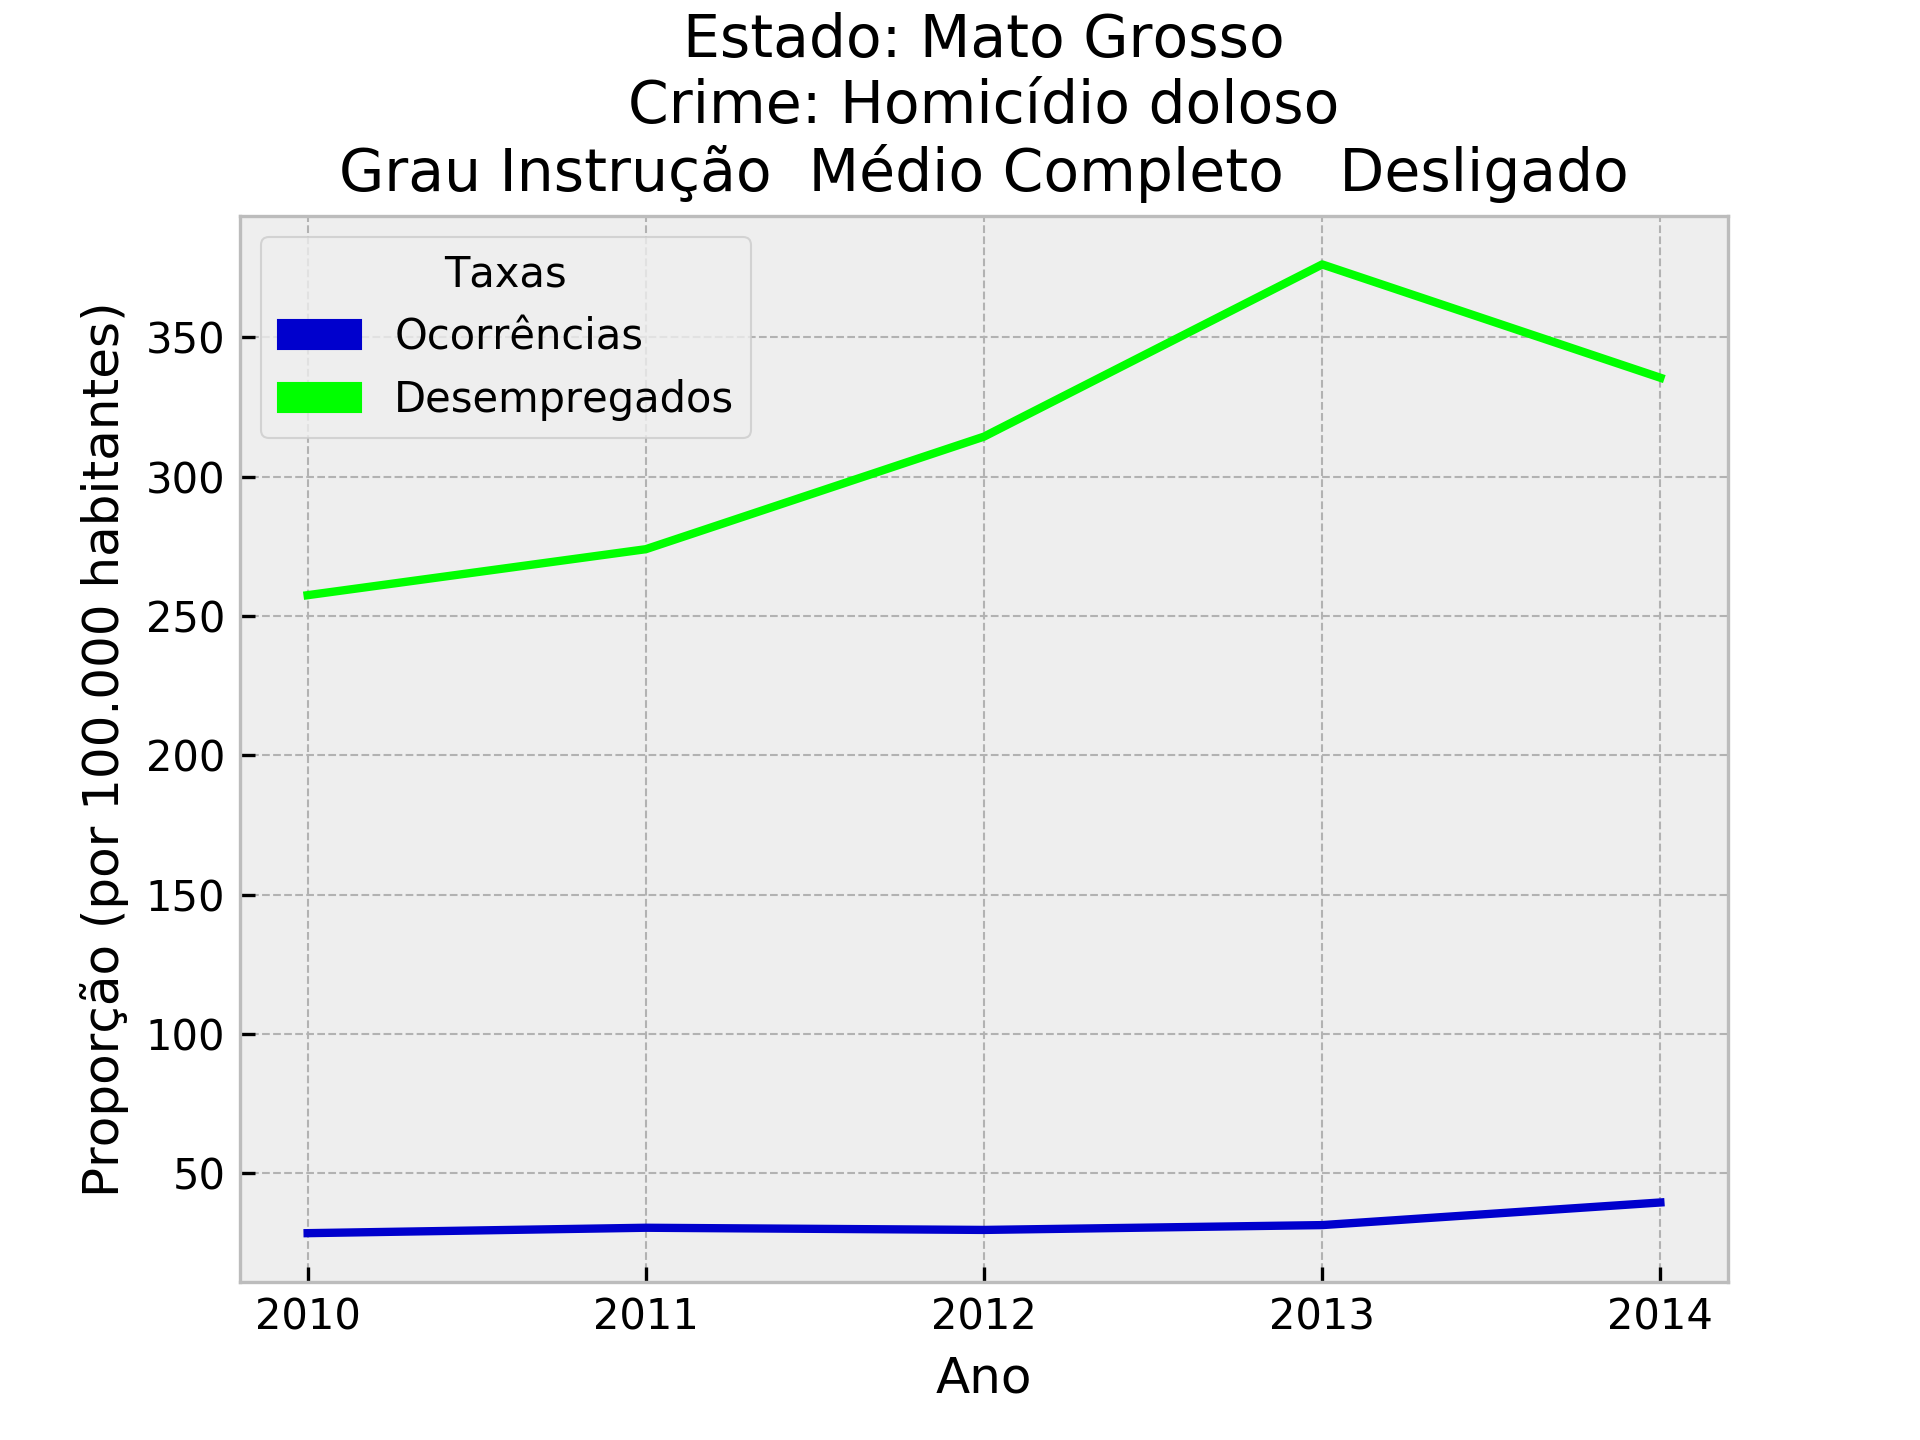 Estado: Mato Grosso
Crime: Homicídio doloso
Grau Instrução  Médio Completo   Desligado
Taxas
Ocorrências
Desempregados
Proporção (por 100.000 habitantes)
350
300
250
200
150
100
50
2010 2011 2012 2013 2014
Ano